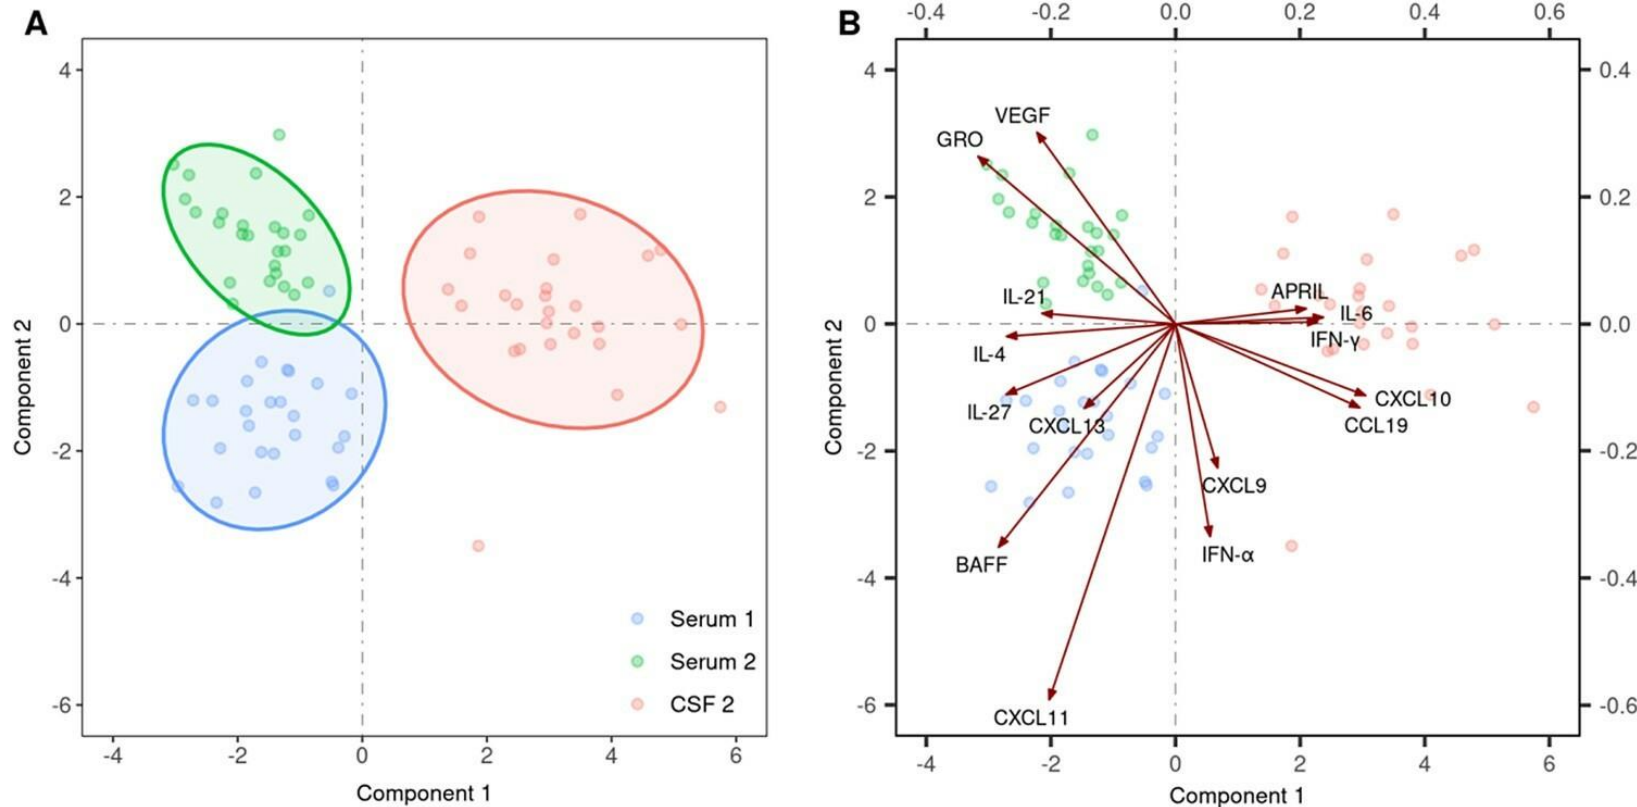 A
4
2
0
-2
-4
-6
Component 2
-4
-2
0
2
4
6
Component 1
Serum 1
Serum 2
CSF 2
B
-0.4
-0.2
0.0
0.2
0.4
0.6
4
2
0
-2
-4
-6
Component 2
0.4
0.2
0.0
-0.2
-0.4
-0.6
VEGF
GRO
IL-21
APRIL
IL-6
IFN-γ
IL-4
IL-27
CXCL13
CXCL10
CCL19
CXCL9
BAFF
IFN-α
CXCL11
-4
-2
0
2
4
6
Component 1